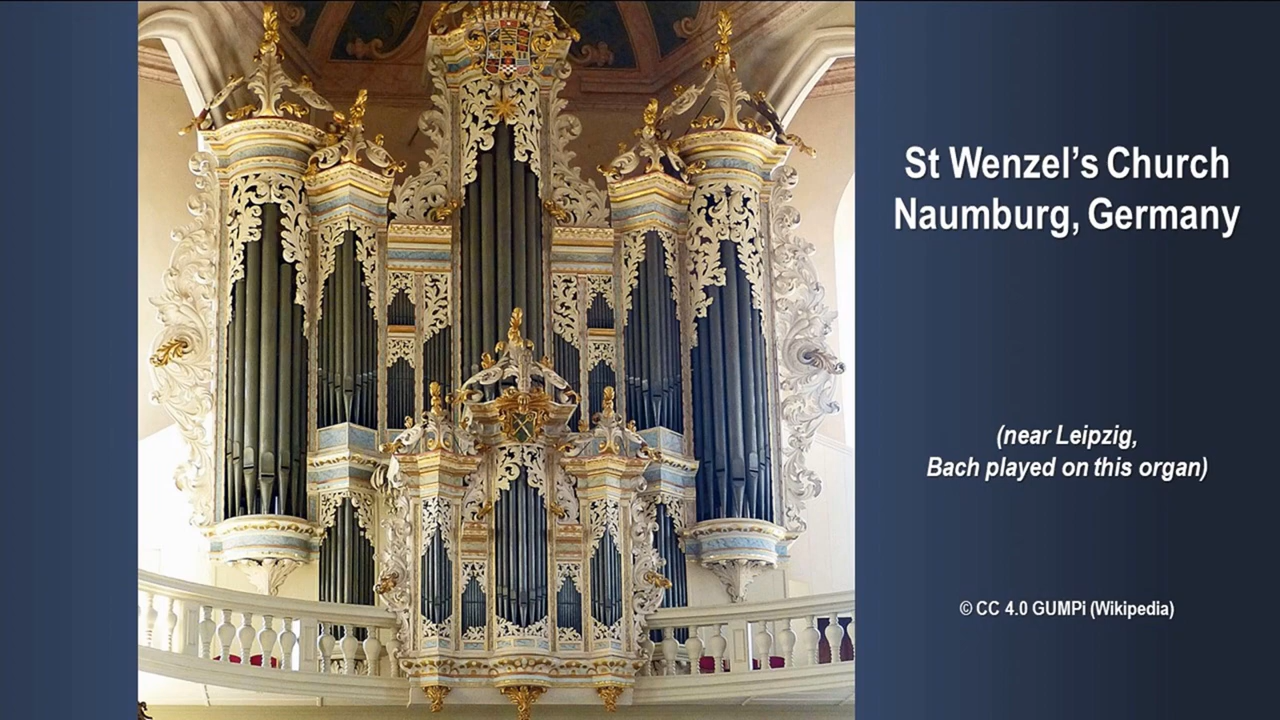 St Wenzel’s Church
Naumburg, Germany
(near Leipzig,
Bach played on this organ)
© CC 4.0 GUMPi (Wikipedia)